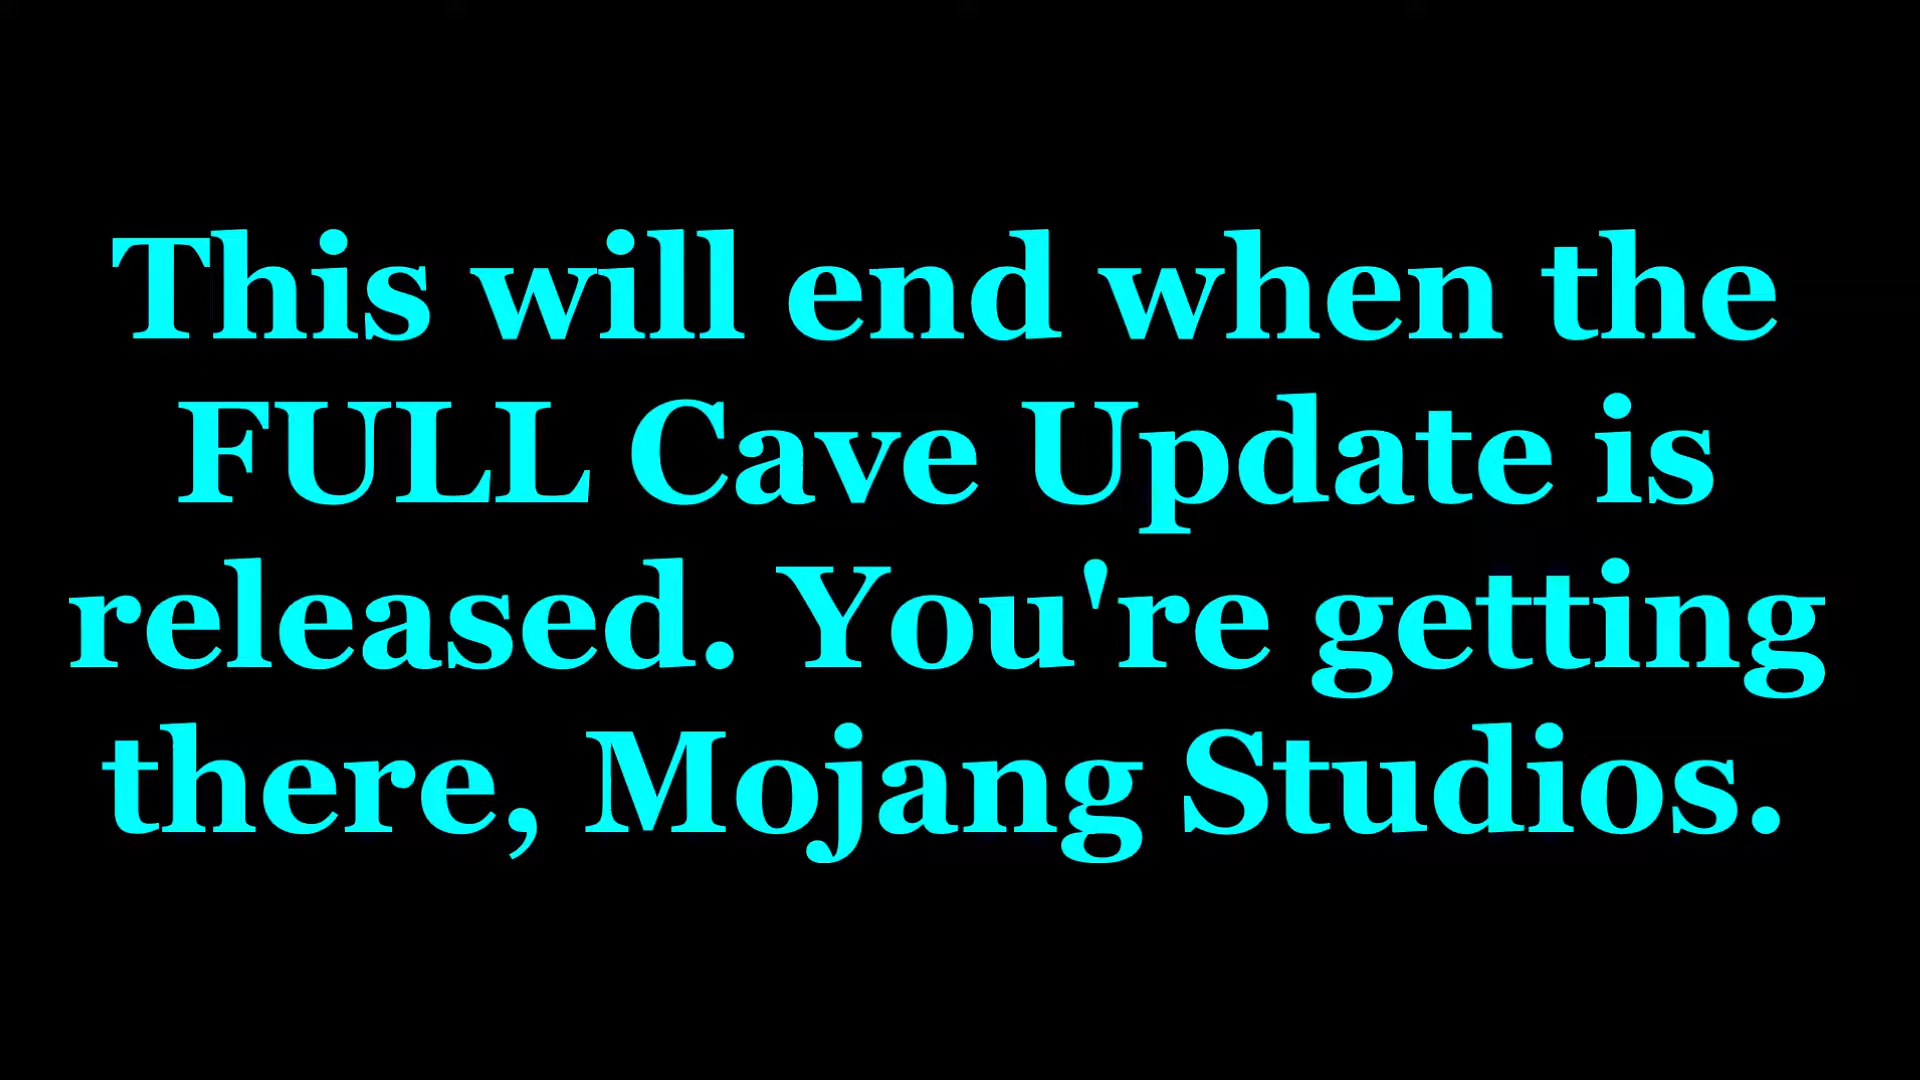 This will end when the
FULL Cave Update is
released. You're getting
there, Mojang Studios.